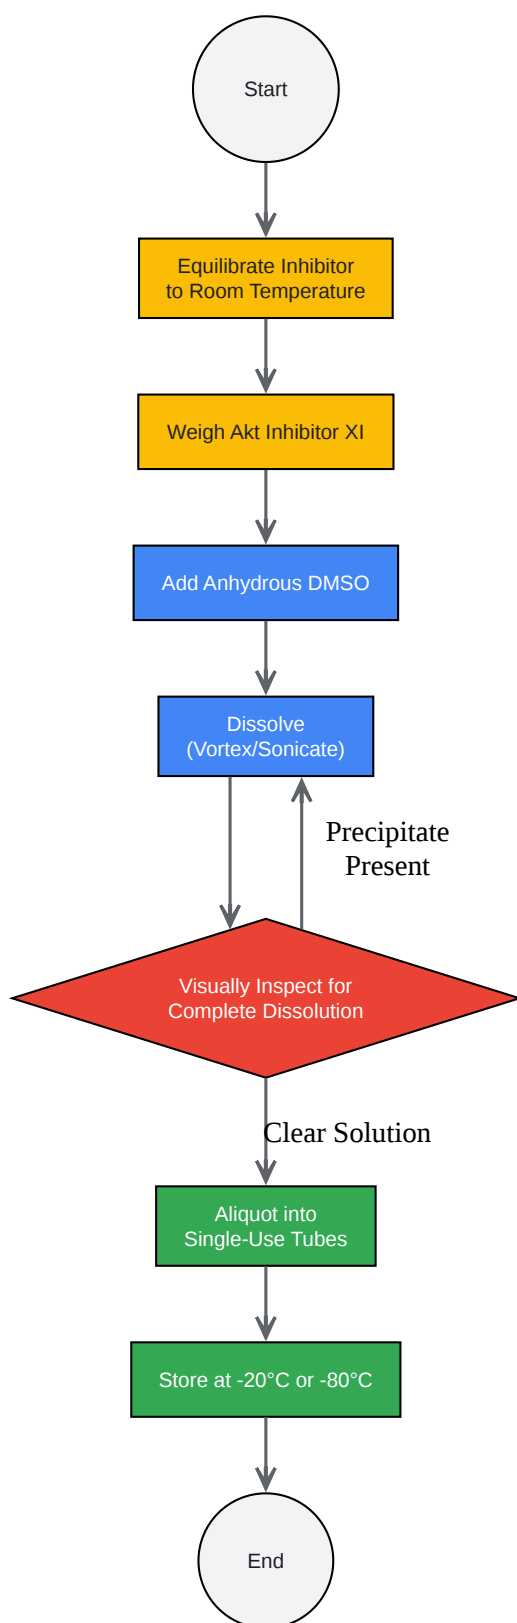 Start
Equilibrate Inhibitor
to Room Temperature
Weigh Akt Inhibitor XI
Add Anhydrous DMSO
Dissolve
(Vortex/Sonicate)
Precipitate
Present
Visually Inspect for
Complete Dissolution
Clear Solution
Aliquot into
Single-Use Tubes
Store at -20°C or -80°C
End